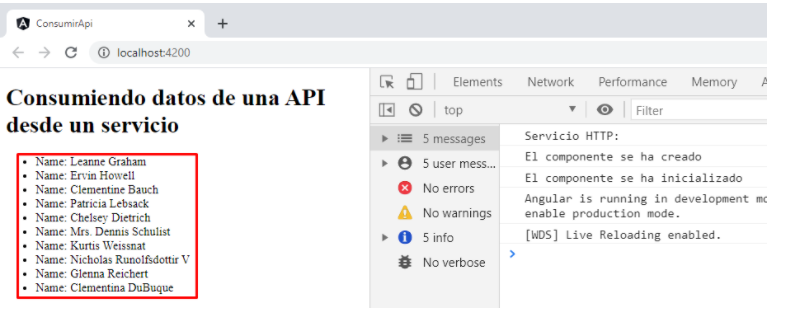 ConsumirApi
localhost:4200
Consumiendo datos de una API
desde un servicio
Name: Leanne Graham
Name: Ervin Howell
Name: Clementine Bauch
Name: Patricia Lebsack
Name: Chelsey Dietrich
Name: Mrs. Dennis Schulist
Name: Kurtis Weissnat
Name: Nicholas Runolfsdottir V
Name: Glenna Reichert
Name: Clementina DuBuque
Elements Network Performance Memory
top Filter
5 messages
5 user mess...
No errors
No warnings
5 info
No verbose
Servicio HTTP:
El componente se ha creado
El componente se ha inicializado
Angular is running in development
enable production mode.
[WDS] Live Reloading enabled.